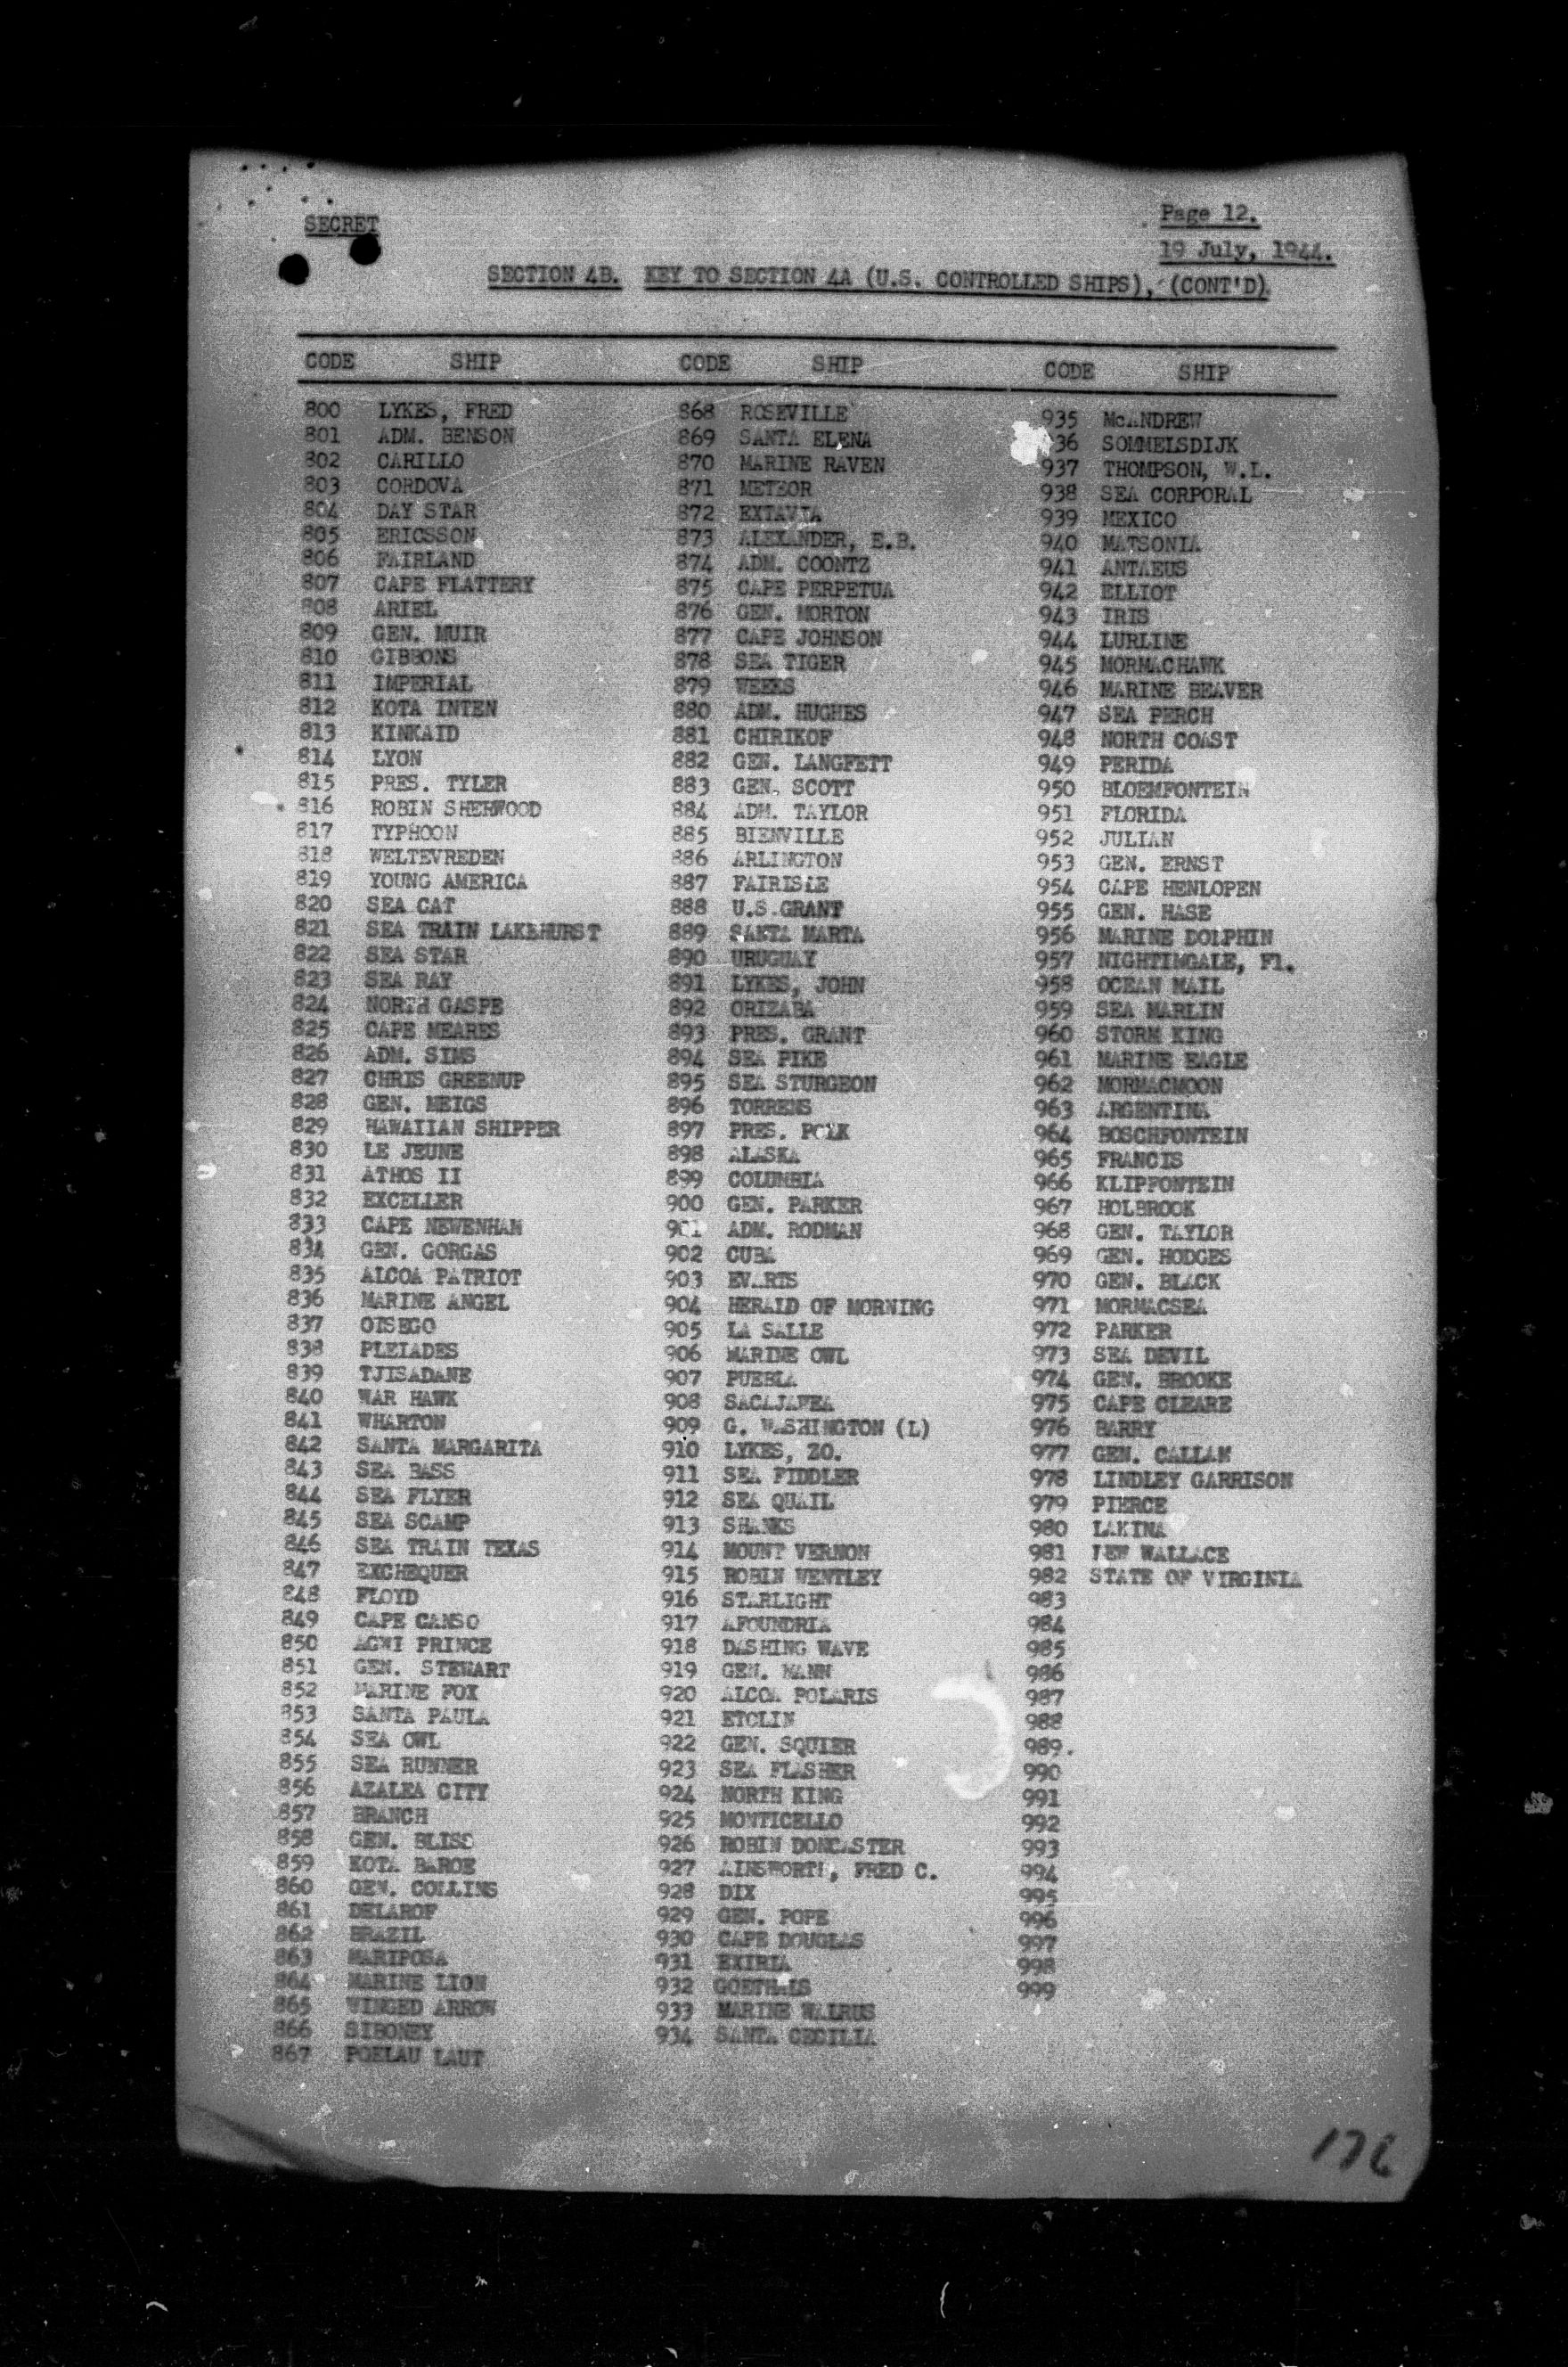 SECRET
Page 12.
19 July, 1944.
SECTION 4B. KEY TO SECTION 4A (U.S. CONTROLLED SHIPS), (CONT'D)
CODE SHIP
800 LYKES, FRED
801 ADM. BENSON
802 CARILLO
803 CORDOVA
804 DAY STAR
805 ERICSSON
806 FAIRLAND
807 CAPE FLATTERY
808 ARIEL
809 GEN. MUIR
810 GIBBONS
811 IMPERIAL
812 KOTA INTEN
813 KINKAID
814 LYON
815 PRES. TYLER
816 ROBIN SHERWOOD
817 TYPHOON
818 WELTEVREDEN
819 YOUNG AMERICA
820 SEA CAT
821 SEA TRAIN LAKEHURST
822 SEA STAR
823 SEA RAY
824 NORTH GASPE
825 CAPE MEARES
826 ADM. SIMS
827 CHRIS GREENUP
828 GEN. MEIGS
829 HAWAIIAN SHIPPER
830 LE JEUNE
831 ATHOS II
832 EXCELLER
833 CAPE NEWENHAM
834 GEN. GORGAS
835 ALCOA PATRIOT
836 MARINE ANGEL
837 OTSEGO
838 PLEIADES
839 TJISADANE
840 WAR HAWK
841 WHARTON
842 SANTA MARGARITA
843 SEA BASS
844 SEA FLYER
845 SEA SCAMP
846 SEA TRAIN TEXAS
847 EXCHEQUER
848 FLOYD
849 CAPE CANSO
850 AGWI PRINCE
851 GEN. STEWART
852 MARINE FOX
853 SANTA PAULA
854 SEA OWL
855 SEA RUNNER
856 AZALEA CITY
857 BRANCH
858 GEN. BLISS
859 KOTA BAROE
860 GEN. COLLINS
861 DELAROF
862 BRAZIL
863 MARIPOSA
864 MARINE LION
865 WINGED ARROW
866 SIBONEY
867 POELAU LAUT
CODE SHIP
868 ROSEVILLE
869 SANTA ELENA
870 MARINE RAVEN
871 METEOR
872 EXTAVIA
873 ALEXANDER, E.B.
874 ADM. COONTZ
875 CAPE PERPETUA
876 GEN. MORTON
877 CAPE JOHNSON
878 SEA TIGER
879 WEEKS
880 ADM. HUGHES
881 CHIRIKOF
882 GEN. LANGFETT
883 GEN. SCOTT
884 ADM. TAYLOR
885 BIENVILLE
886 ARLINGTON
887 FAIRISLE
888 U.S.GRANT
889 SANTA MARTA
890 URUGUAY
891 LYKES, JOHN
892 ORIZABA
893 PRES. GRANT
894 SEA PIKE
895 SEA STURGEON
896 TORRENS
897 PRES. POLK
898 ALASKA
899 COLUMBIA
900 GEN. PARKER
901 ADM. RODMAN
902 CUBA
903 EVARTS
904 HERALD OF MORNING
905 LA SALLE
906 MARINE OWL
907 PUEBLA
908 SACAJAWEA
909 G. WASHINGTON (L)
910 LYKES, ZO.
911 SEA FIDDLER
912 SEA QUAIL
913 SHANKS
914 MOUNT VERNON
915 ROBIN WENTLEY
916 STARLIGHT
917 AFOUNDRIA
918 DASHING WAVE
919 GEN. MANN
920 ALCOA POLARIS
921 ETOLIN
922 GEN. SQUIER
923 SEA FLASHER
924 NORTH KING
925 MONTICELLO
926 ROBIN DONCASTER
927 AINSWORTH, FRED C.
928 DIX
929 GEN. POPE
930 CAPE DOUGLAS
931 EXIRIA
932 GOETHALS
933 MARINE WALRUS
934 SANTA CECILIA
CODE SHIP
935 McANDREW
36 SOMMELSDIJK
937 THOMPSON, W.L.
938 SEA CORPORAL
939 MEXICO
940 MATSONIA
941 ANTAEUS
942 ELLIOT
943 IRIS
944 LURLINE
945 MORMACHAWK
946 MARINE BEAVER
947 SEA PERCH
948 NORTH COAST
949 PERIDA
950 BLOEMFONTEIN
951 FLORIDA
952 JULIAN
953 GEN. ERNST
954 CAPE HENLOPEN
955 GEN. HASE
956 MARINE DOLPHIN
957 NIGHTINGALE, Fl.
958 OCEAN MAIL
959 SEA MARLIN
960 STORM KING
961 MARINE EAGLE
962 MORMACMOON
963 ARGENTINA
964 BOSCHFONTEIN
965 FRANCIS
966 KLIPFONTEIN
967 HOLBROOK
968 GEN. TAYLOR
969 GEN. HODGES
970 GEN. BLACK
971 MORMACSEA
972 PARKER
973 SEA DEVIL
974 GEN. BROOKE
975 CAPE CLEARE
976 BARRY
977 GEN. CALLAN
978 LINDLEY GARRISON
979 PIERCE
980 LAKINA
981 LEW WALLACE
982 STATE OF VIRGINIA
983
984
985
986
987
988
989.
990
991
992
993
994
995
996
997
998
999
176